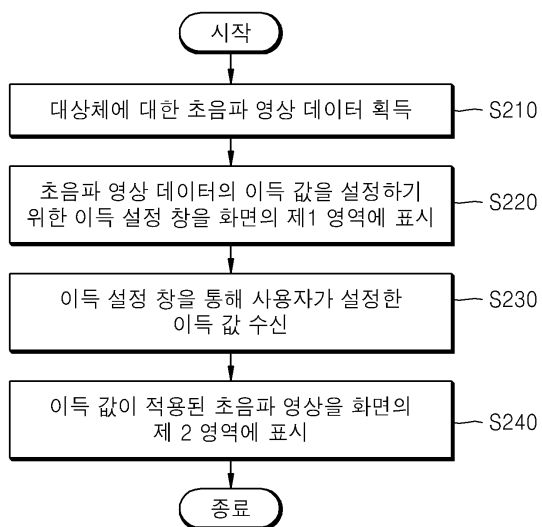 시작
대상체에 대한 초음파 영상 데이터 획득
S210
초음파 영상 데이터의 이득 값을 설정하기
위한 이득 설정 창을 화면의 제1 영역에 표시
S220
이득 설정 창을 통해 사용자가 설정한
이득 값 수신
S230
이득 값이 적용된 초음파 영상을 화면의
제 2 영역에 표시
S240
종료